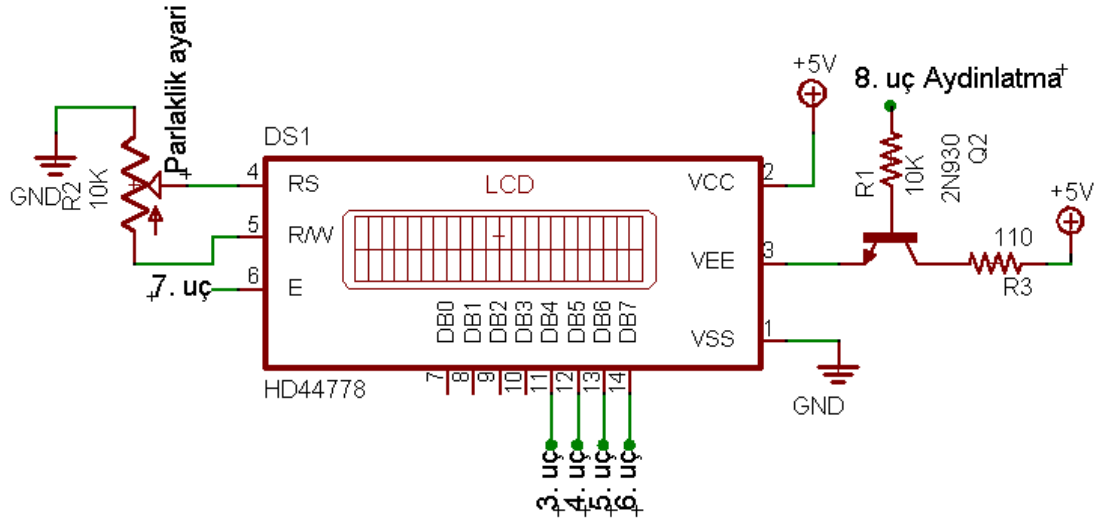 Parlaklik ayari
GND
R2
10K
DS1
4
RS
5
R/W
6
E
7. uç
LCD
VCC
2
+5V
VEE
3
VSS
1
GND
8. uç Aydinlatma
R1
10K
2N930
Q2
+5V
110
R3
DB0
DB1
DB2
DB3
DB4
DB5
DB6
DB7
7
8
9
10
11
12
13
14
HD44778
3. uç
4. uç
5. uç
6. uç